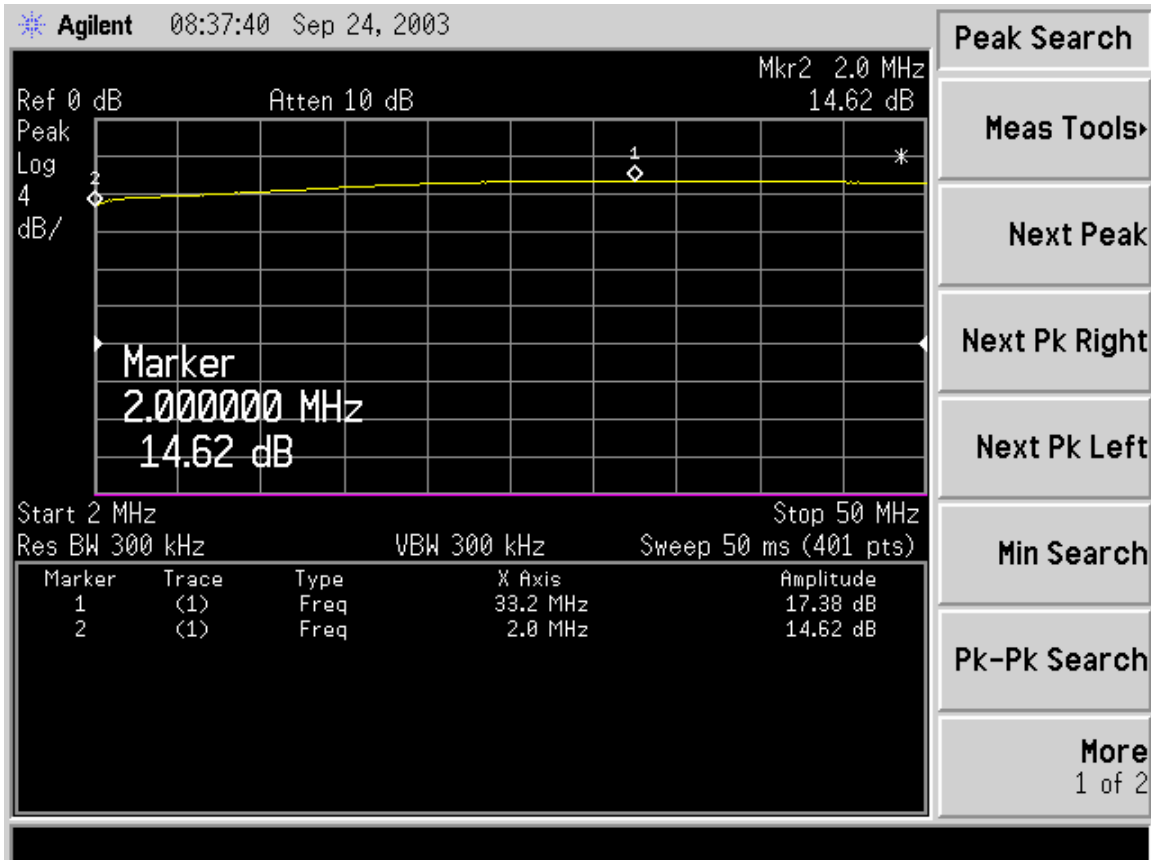 Agilent 08:37:40 Sep 24, 2003
Peak Search
Mkr2 2.0 MHz
Ref 0 dB Atten 10 dB 14.62 dB
Peak
Log
4
dB/
1
2
*
Marker
2.000000 MHz
14.62 dB
Start 2 MHz Stop 50 MHz
Res BW 300 kHz VBW 300 kHz Sweep 50 ms (401 pts)
Marker Trace Type X Axis Amplitude
1 (1) Freq 33.2 MHz 17.38 dB
2 (1) Freq 2.0 MHz 14.62 dB
Meas Tools
Next Peak
Next Pk Right
Next Pk Left
Min Search
Pk-Pk Search
More
1 of 2